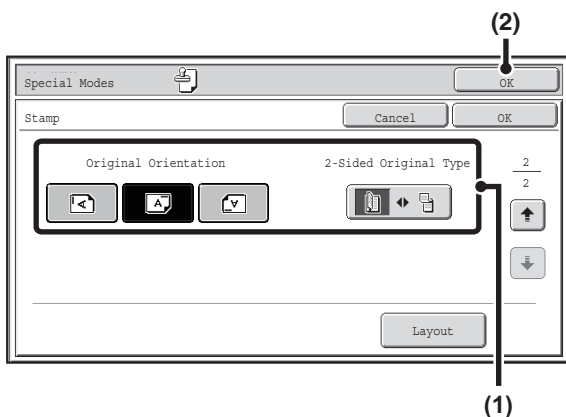 (2)
Special Modes
OK
Stamp
Cancel
OK
Original Orientation
2-Sided Original Type
2
2
A
A
A
Layout
(1)